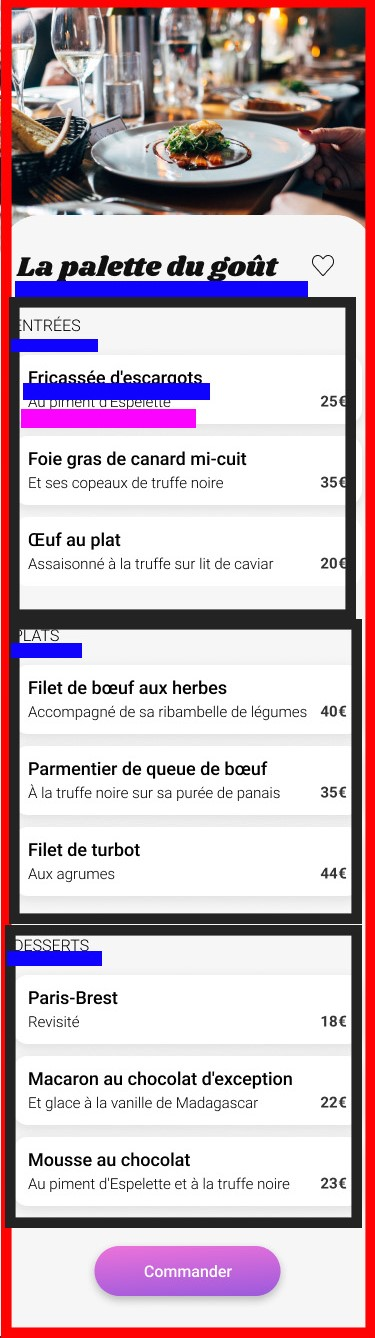 La palette du goût
ENTRÉES
Fricassée d'escargots
Au piment d'Espelette
25€
Foie gras de canard mi-cuit
Et ses copeaux de truffe noire
35€
Œuf au plat
Assaisonné à la truffe sur lit de caviar
20€
PLATS
Filet de bœuf aux herbes
Accompagné de sa ribambelle de légumes
40€
Parmentier de queue de bœuf
À la truffe noire sur sa purée de panais
35€
Filet de turbot
Aux agrumes
44€
DESSERTS
Paris-Brest
Revisité
18€
Macaron au chocolat d'exception
Et glace à la vanille de Madagascar
22€
Mousse au chocolat
Au piment d'Espelette et à la truffe noire
23€
Commander